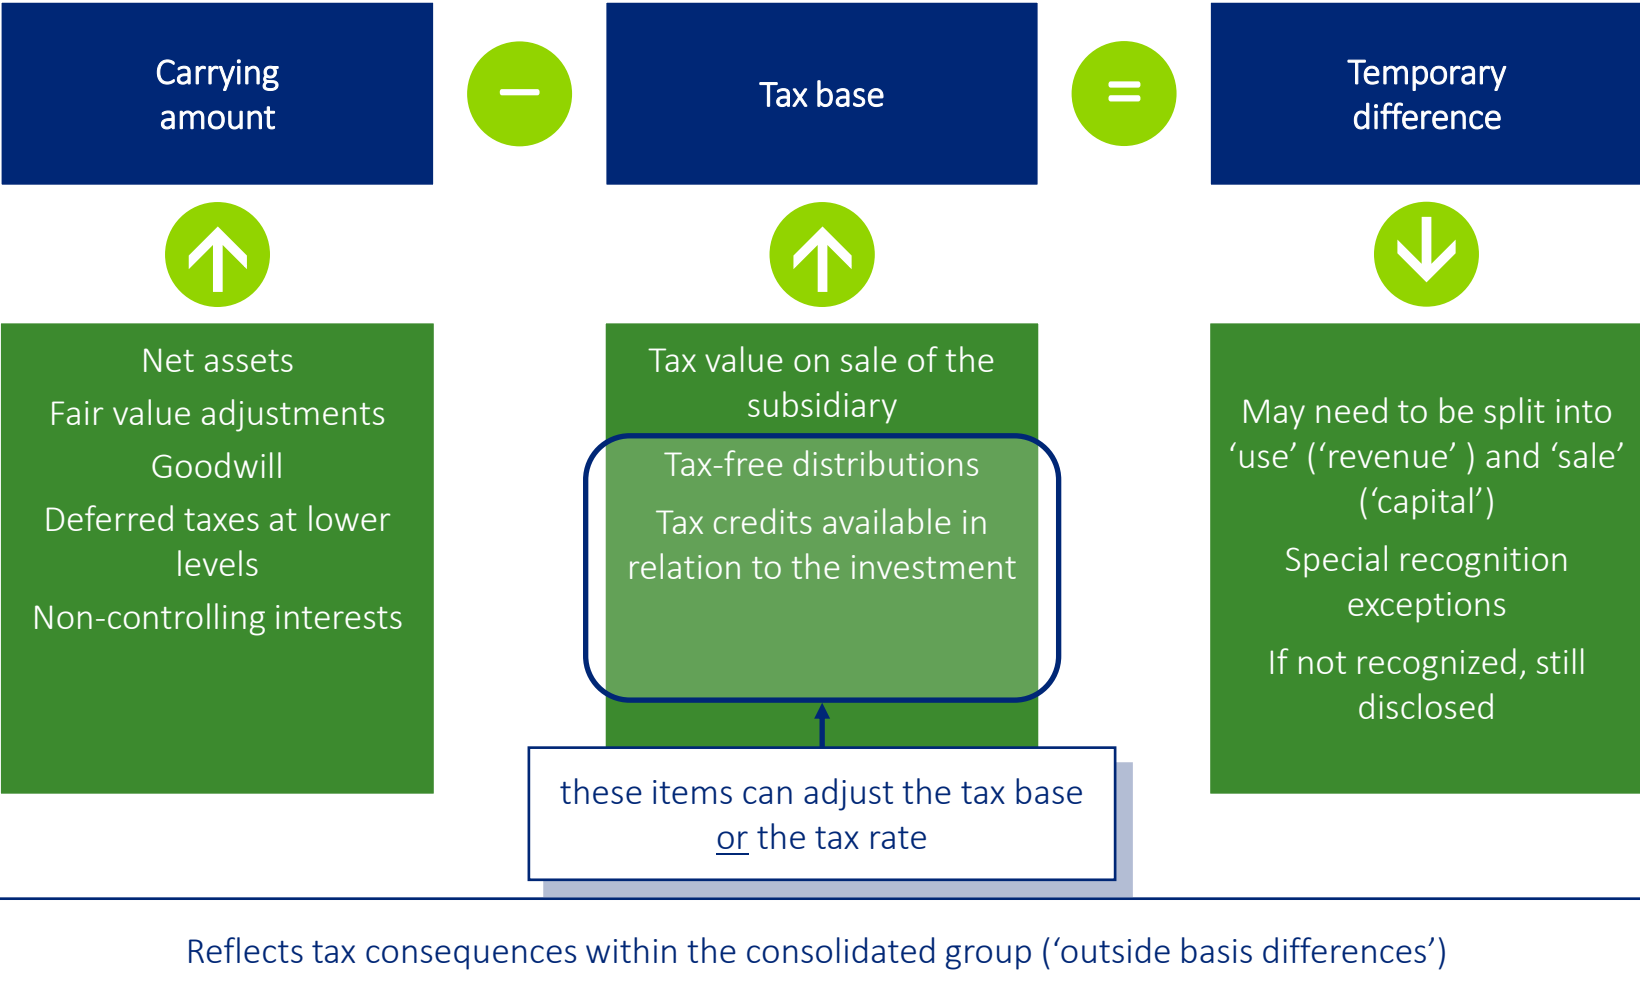 Carrying
amount
–
Tax base
=
Temporary
difference
Net assets
Fair value adjustments
Goodwill
Deferred taxes at lower
levels
Non-controlling interests
Tax value on sale of the
subsidiary
Tax-free distributions
Tax credits available in
relation to the investment
these items can adjust the tax base
or the tax rate
May need to be split into
‘use’ (‘revenue’ ) and ‘sale’
(‘capital’)
Special recognition
exceptions
If not recognized, still
disclosed
Reflects tax consequences within the consolidated group (‘outside basis differences’)